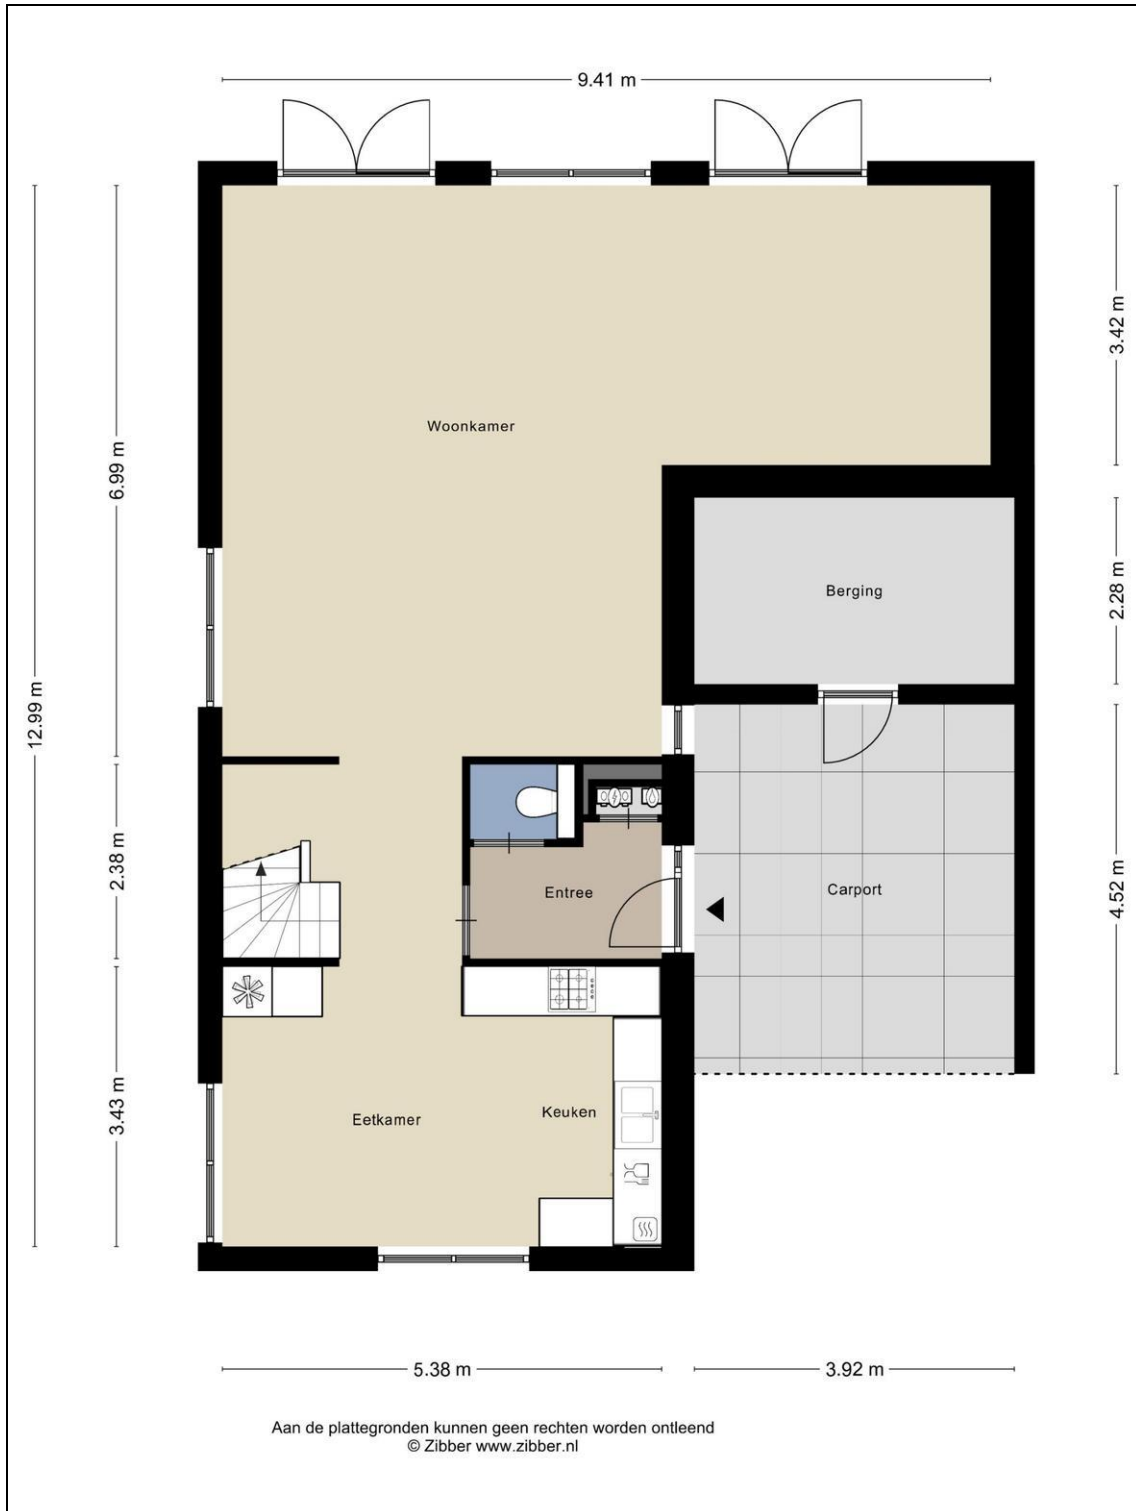 9.41 m
3.42 m
Woonkamer
6.99 m
Berging
2.28 m
12.99 m
2.38 m
Entree
Carport
4.52 m
3.43 m
Keuken
Eetkamer
5.38 m
3.92 m
Aan de plattegronden kunnen geen rechten worden ontleend
© Zibber www.zibber.nl